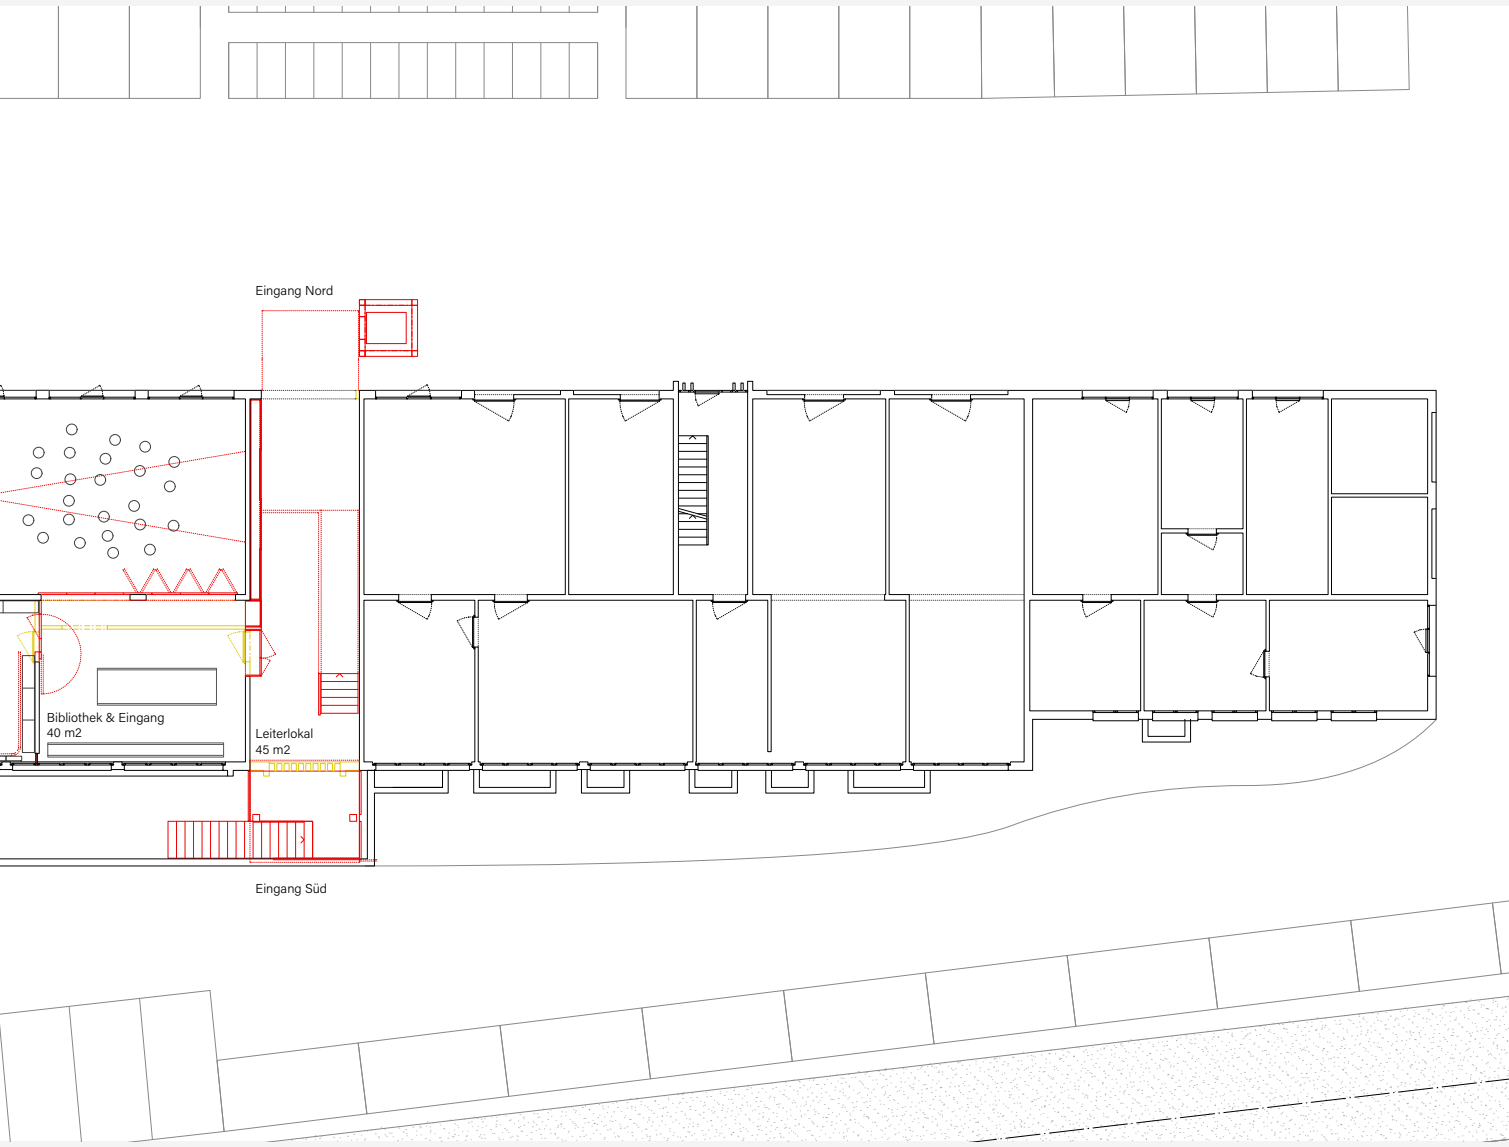 Eingang Nord
Bibliothek & Eingang
40 m2
Leiterlokal
45 m2
Eingang Süd